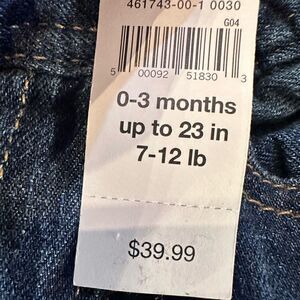 461743-00-1 0030
G04
5 00092 51830 3
0-3 months
up to 23 in
7-12 lb
$39.99